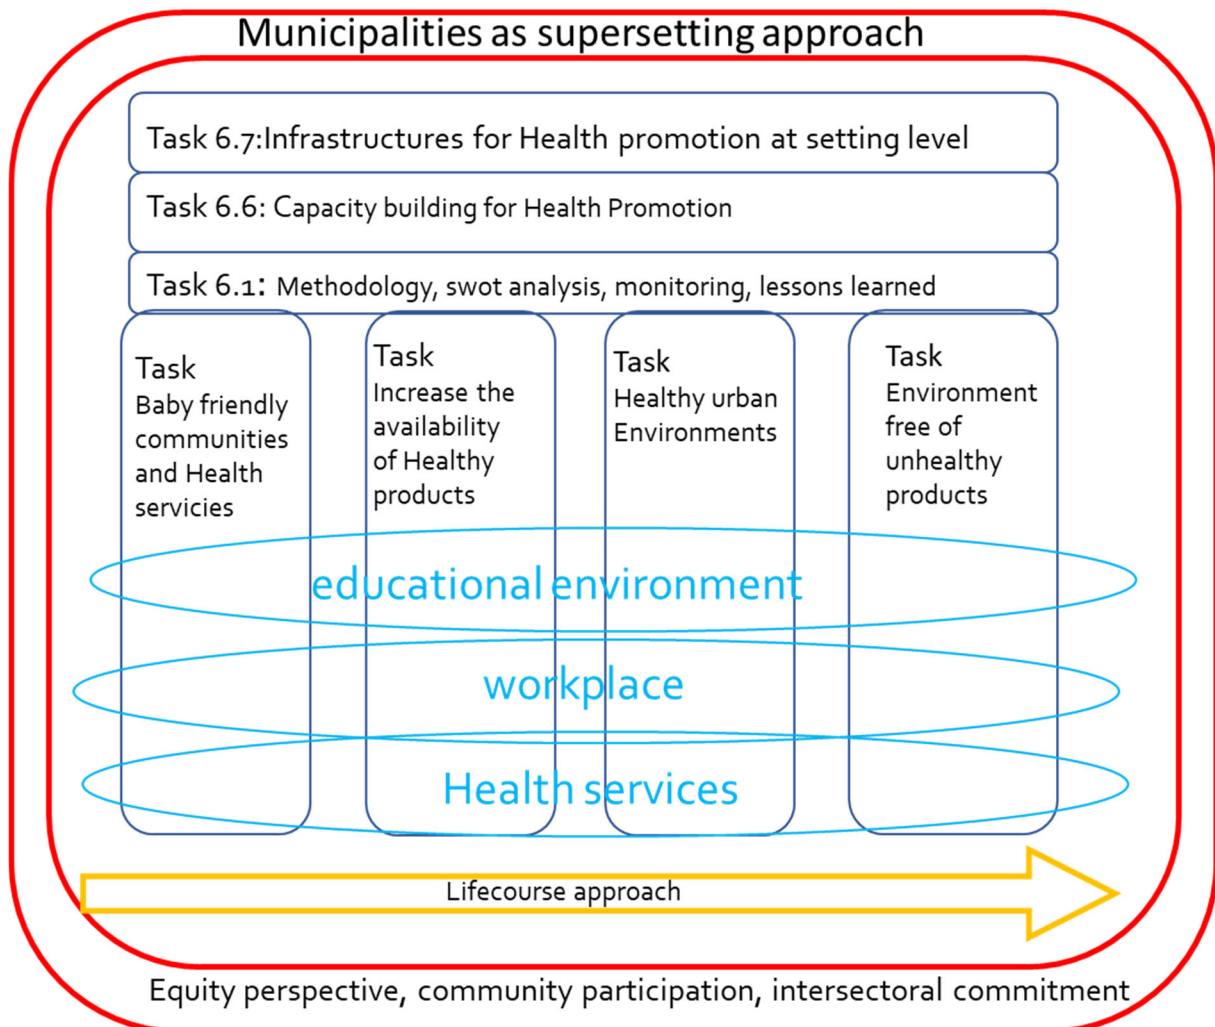 Municipalities as supersetting approach
Task 6.7:Infrastructures for Health promotion at setting level
Task 6.6: Capacity building for Health Promotion
Task 6.1: Methodology, swot analysis, monitoring, lessons learned
Task
Baby friendly
communities
and Health
servicies
Task
Increase the
availability
of Healthy
products
Task
Healthy urban
Environments
Task
Environment
free of
unhealthy
products
educational environment
workplace
Health services
Lifecourse approach
Equity perspective, community participation, intersectoral commitment